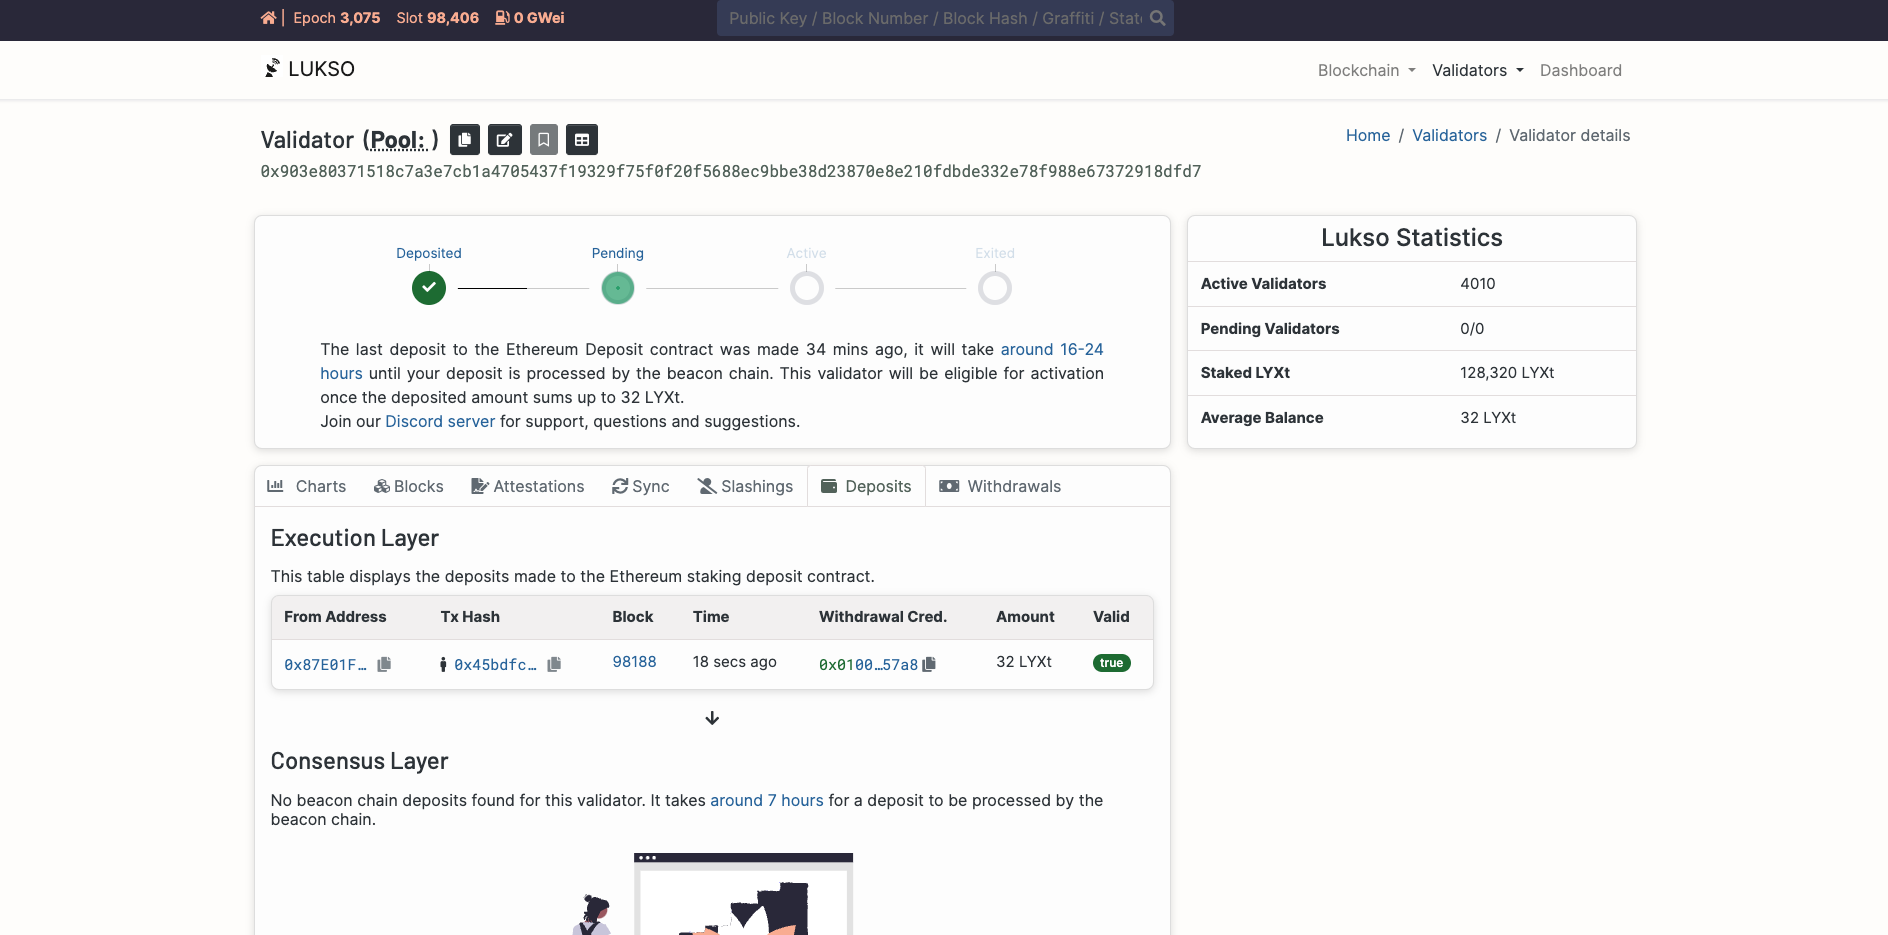 Epoch 3,075 Slot 98,406 0 GWei
Public Key / Block Number / Block Hash / Graffiti / State
LUKSO
Blockchain Validators Dashboard
Validator (Pool: )
Home / Validators / Validator details
0x903e80371518c7a3e7cb1a4705437f19329f75f0f20f5688ec9bbe38d23870e8e210fdbde332e78f988e67372918dfd7
Deposited Pending Active Exited
The last deposit to the Ethereum Deposit contract was made 34 mins ago, it will take around 16-24
hours until your deposit is processed by the beacon chain. This validator will be eligible for activation
once the deposited amount sums up to 32 LYXt.
Join our Discord server for support, questions and suggestions.
Lukso Statistics
Active Validators 4010
Pending Validators 0/0
Staked LYXt 128,320 LYXt
Average Balance 32 LYXt
Charts Blocks Attestations Sync Slashings Deposits Withdrawals
Execution Layer
This table displays the deposits made to the Ethereum staking deposit contract.
From Address Tx Hash Block Time Withdrawal Cred. Amount Valid
0x87E01F… 0x45bdfc… 98188 18 secs ago 0x0100…57a8 32 LYXt true
Consensus Layer
No beacon chain deposits found for this validator. It takes around 7 hours for a deposit to be processed by the
beacon chain.